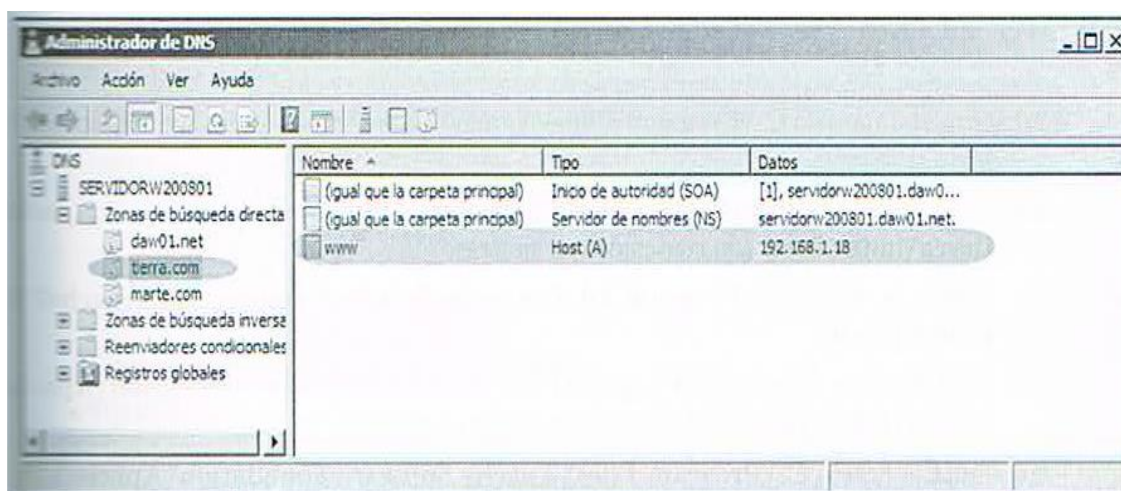 Administrador de DNS
Archivo Acción Ver Ayuda
DNS
SERVIDORW200801
Zonas de búsqueda directa
daw01.net
tierra.com
marte.com
Zonas de búsqueda inversa
Reenviadores condicionales
Registros globales
Nombre Tipo Datos
(igual que la carpeta principal) Inicio de autoridad (SOA) [1], servidorw200801.daw0...
(igual que la carpeta principal) Servidor de nombres (NS) servidorw200801.daw01.net.
www Host (A) 192.168.1.18